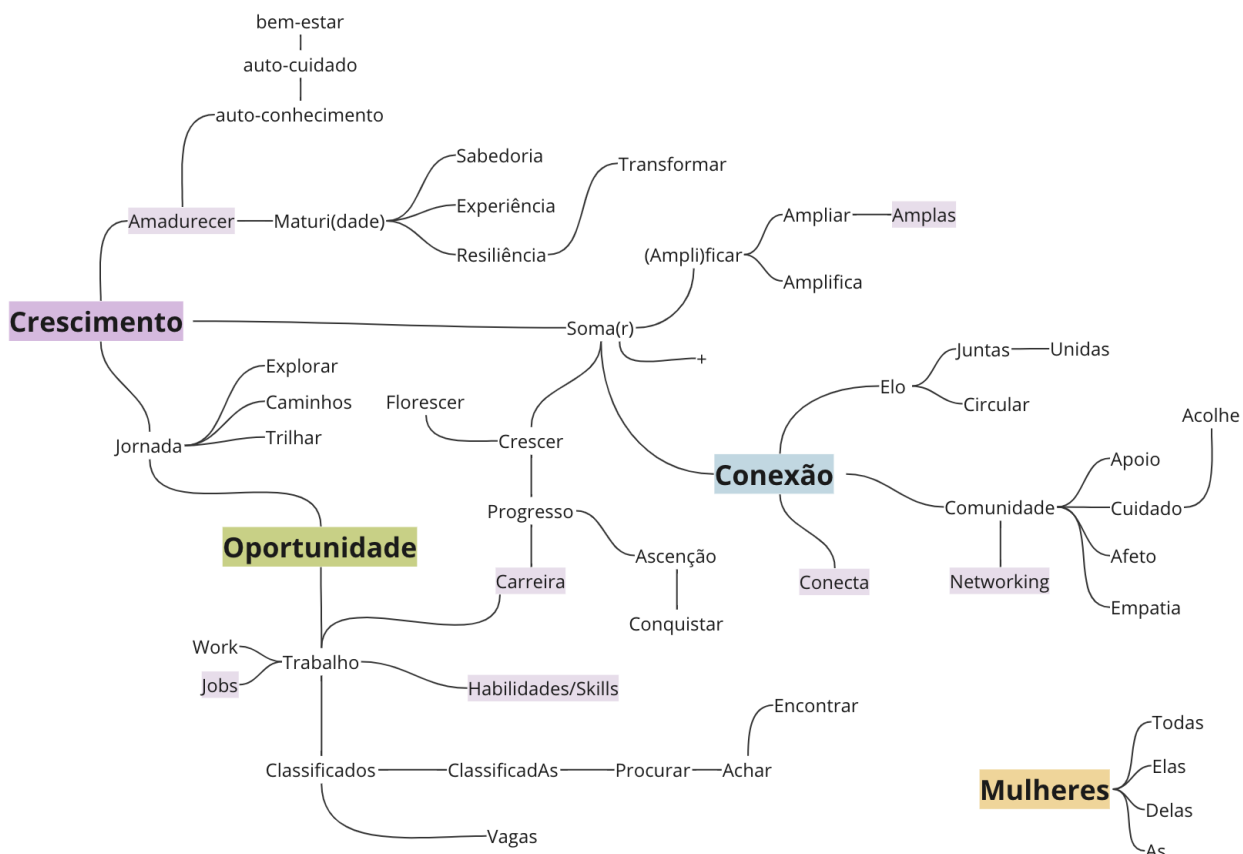 bem-estar
auto-cuidado
auto-conhecimento
Sabedoria
Transformar
Experiência
Amadurecer
Maturi(dade)
Resiliência
Ampliar
Amplas
(Ampli)ficar
Amplifica
Crescimento
Soma(r)
+
Explorar
Caminhos
Trilhar
Jornada
Florescer
Crescer
Juntas
Unidas
Elo
Circular
Acolhe
Conexão
Apoio
Comunidade
Cuidado
Afeto
Empatia
Conecta
Networking
Progresso
Ascenção
Carreira
Conquistar
Oportunidade
Work
Trabalho
Jobs
Habilidades/Skills
Encontrar
Classificados
ClassificadAs
Procurar
Achar
Vagas
Todas
Elas
Mulheres
Delas
As